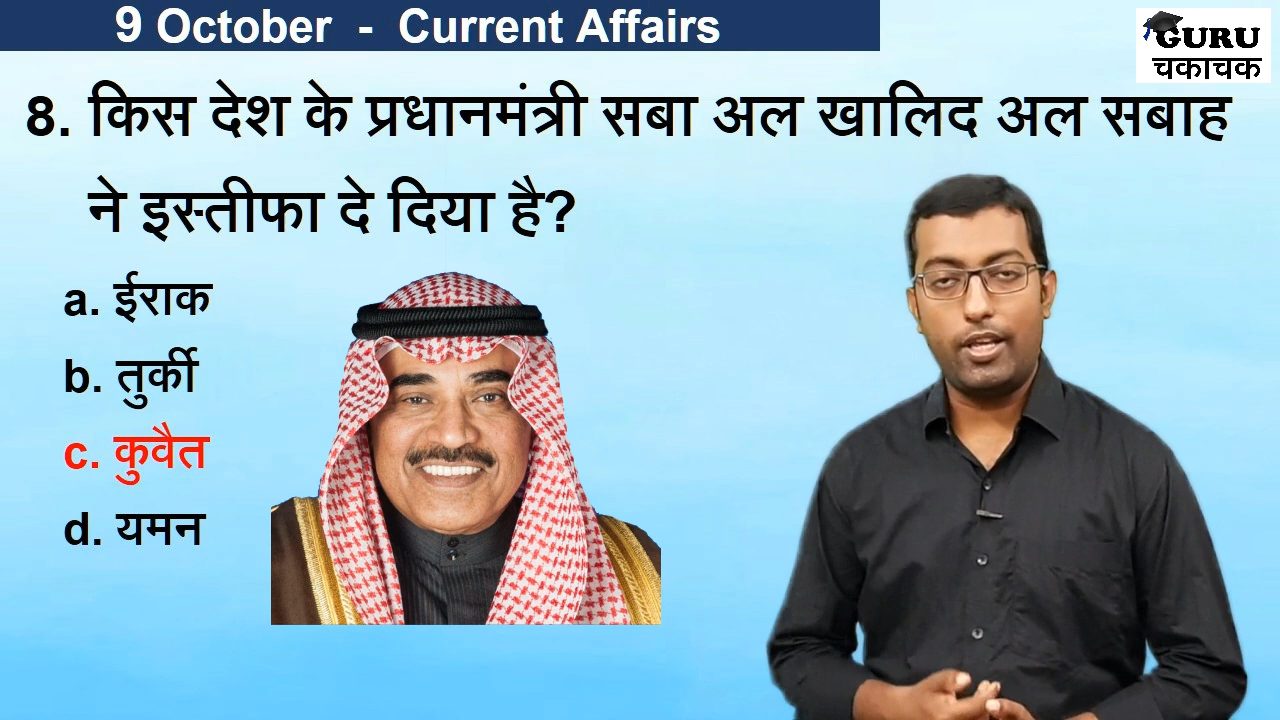 9 October - Current Affairs
GURU
चकाचक
8. किस देश के प्रधानमंत्री सबा अल खालिद अल सबाह
ने इस्तीफा दे दिया है?
a. ईराक
b. तुर्की
c. कुवैत
d. यमन